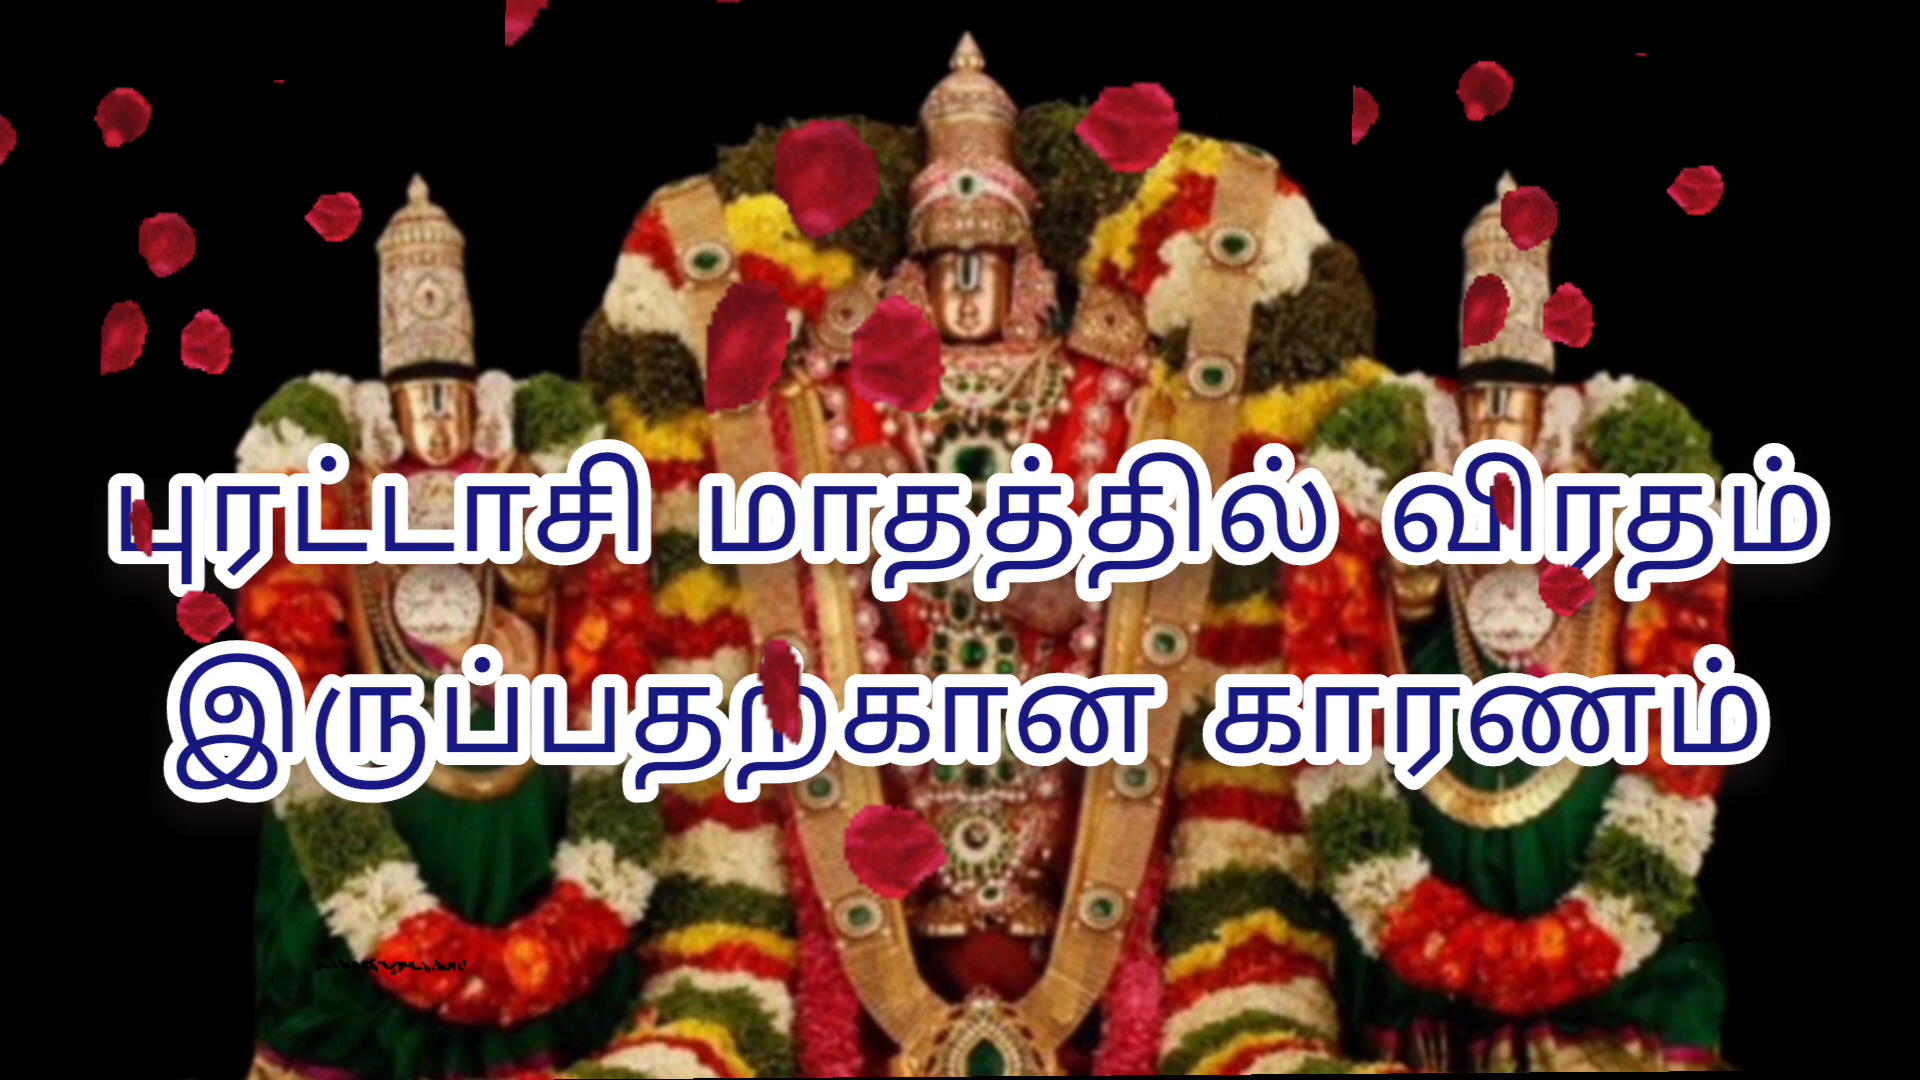 புரட்டாசி மாதத்தில் விரதம்
இருப்பதற்கான காரணம்